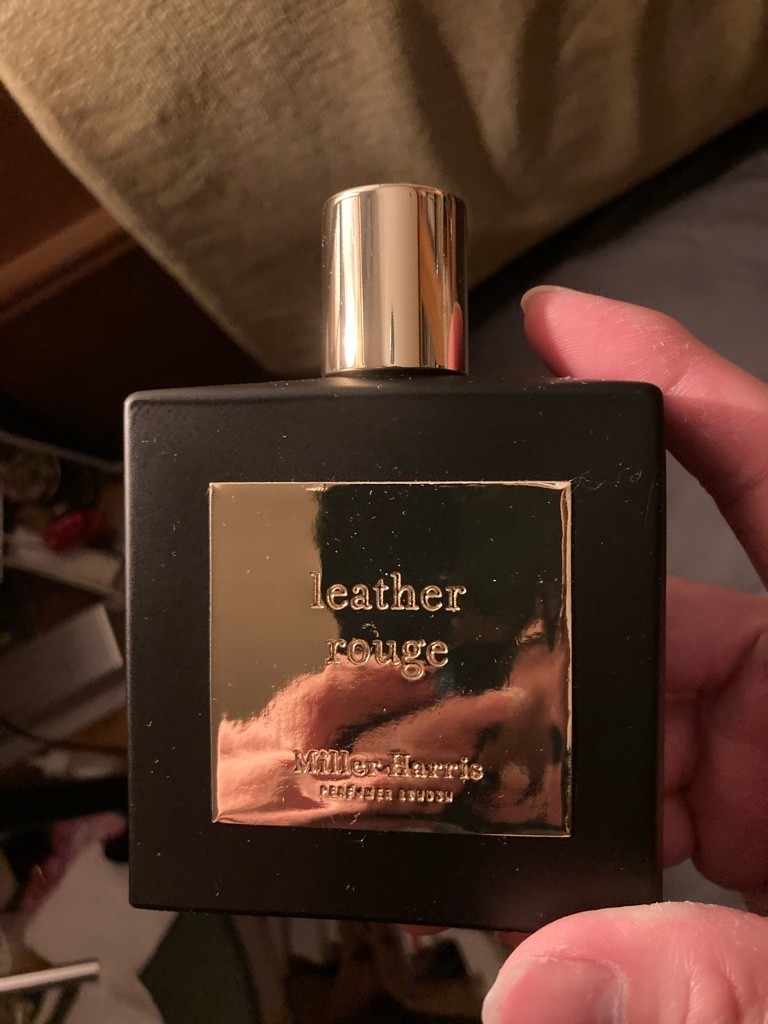 leather
rouge
Miller Harris
PERFUMER LONDON